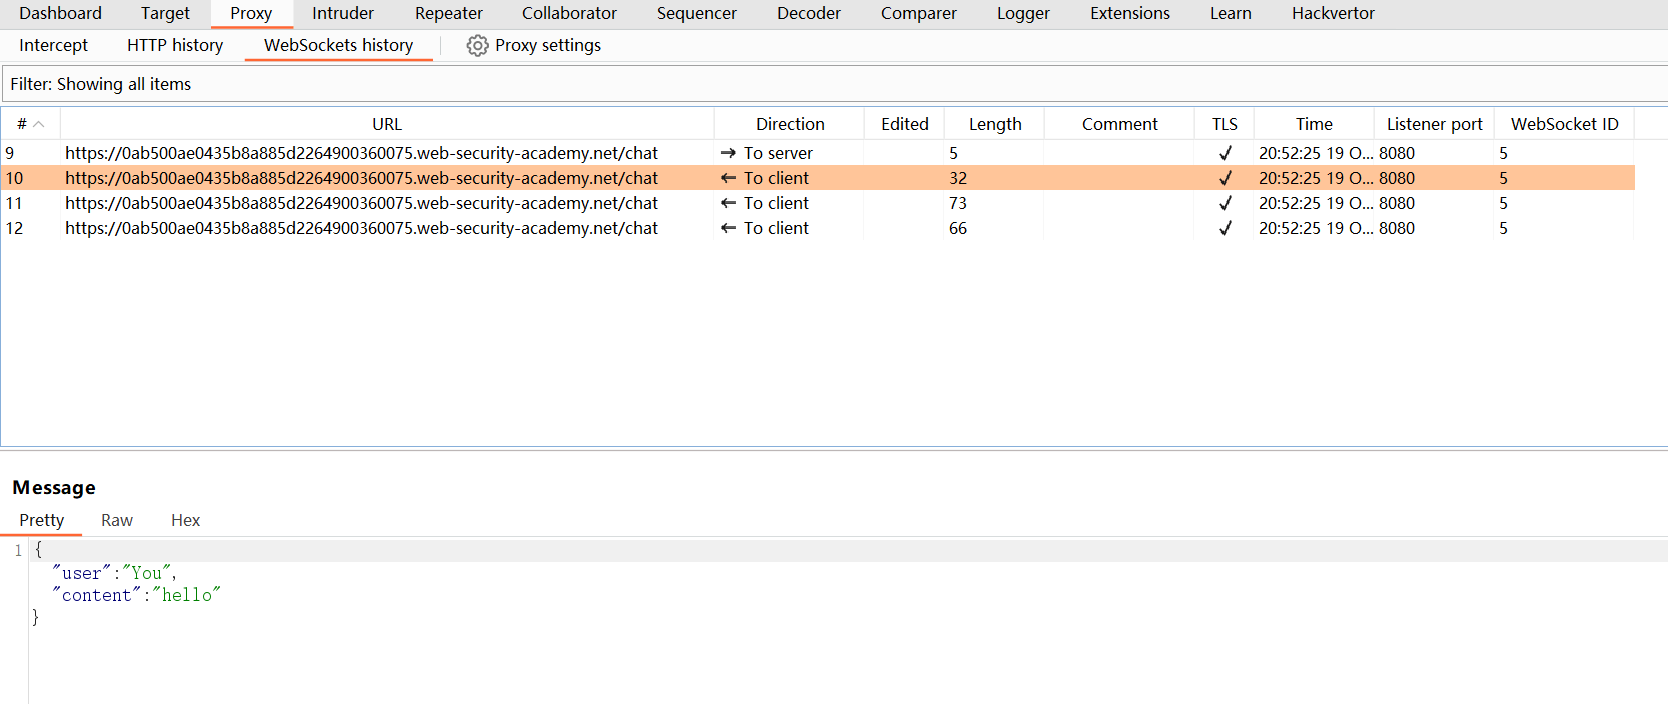 Dashboard Target Proxy Intruder Repeater Collaborator Sequencer Decoder Comparer Logger Extensions Learn Hackvertor
Intercept HTTP history WebSockets history Proxy settings
Filter: Showing all items
# URL Direction Edited Length Comment TLS Time Listener port WebSocket ID
9 https://0ab500ae0435b8a885d2264900360075.web-security-academy.net/chat → To server 5 ✓ 20:52:25 19 O... 8080 5
10 https://0ab500ae0435b8a885d2264900360075.web-security-academy.net/chat ← To client 32 ✓ 20:52:25 19 O... 8080 5
11 https://0ab500ae0435b8a885d2264900360075.web-security-academy.net/chat ← To client 73 ✓ 20:52:25 19 O... 8080 5
12 https://0ab500ae0435b8a885d2264900360075.web-security-academy.net/chat ← To client 66 ✓ 20:52:25 19 O... 8080 5
Message
Pretty Raw Hex
1 {
"user":"You",
"content":"hello"
}